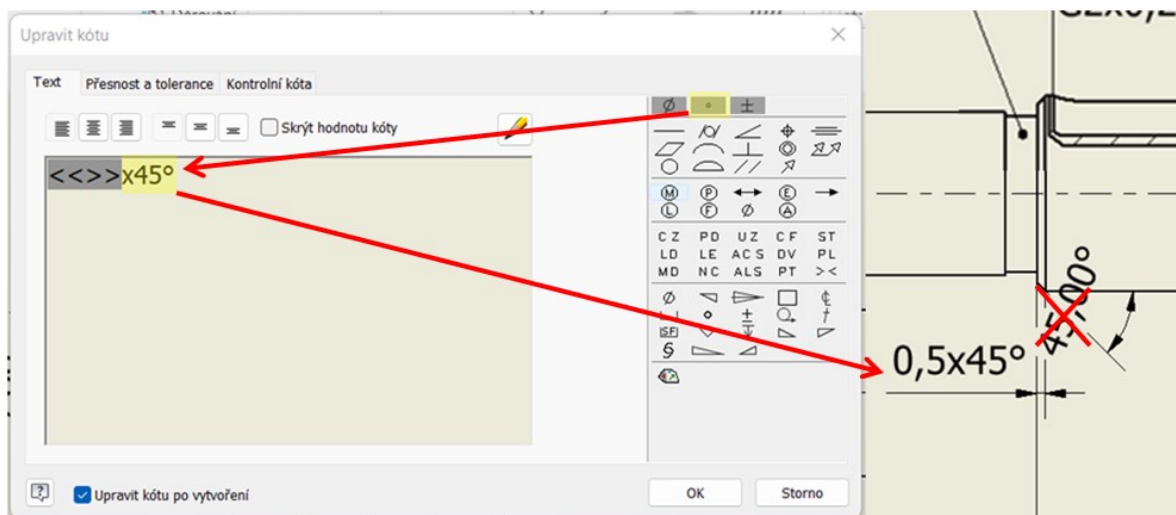 Upravit kótu
Text Přesnost a tolerance Kontrolní kóta
Skrýt hodnotu kóty
<<>>x45°
Ø ° ±
M P E
L F Ø A
CZ PD UZ CF ST
LD LE ACS DV PL
MD NC ALS PT ><
SF
45,00°
0,5x45°
Upravit kótu po vytvoření
OK Storno